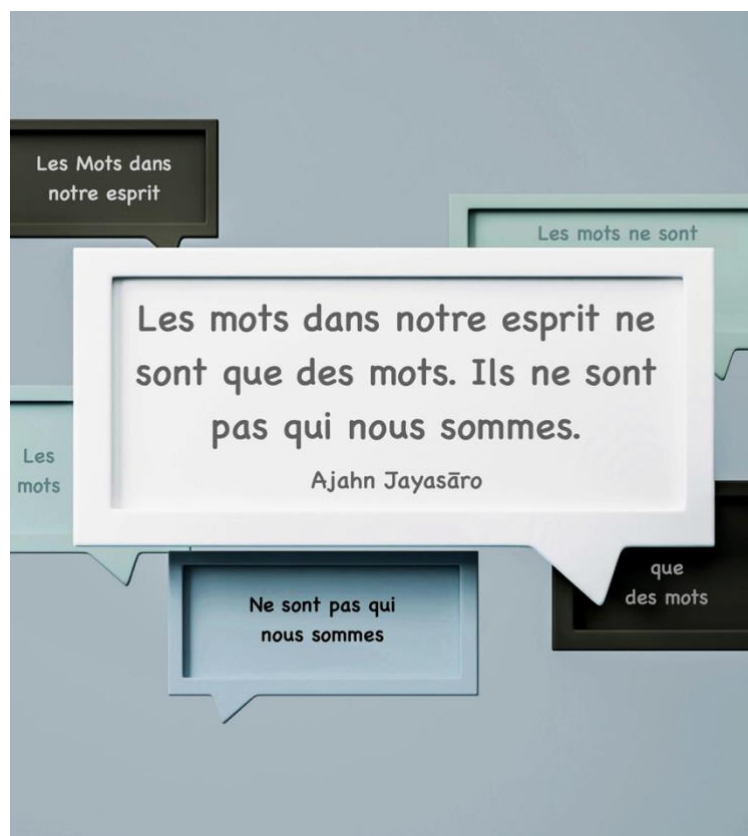 Les Mots dans
notre esprit
Les mots ne sont
Les mots dans notre esprit ne
sont que des mots. Ils ne sont
pas qui nous sommes.
Ajahn Jayasāro
Les
mots
que
des mots
Ne sont pas qui
nous sommes